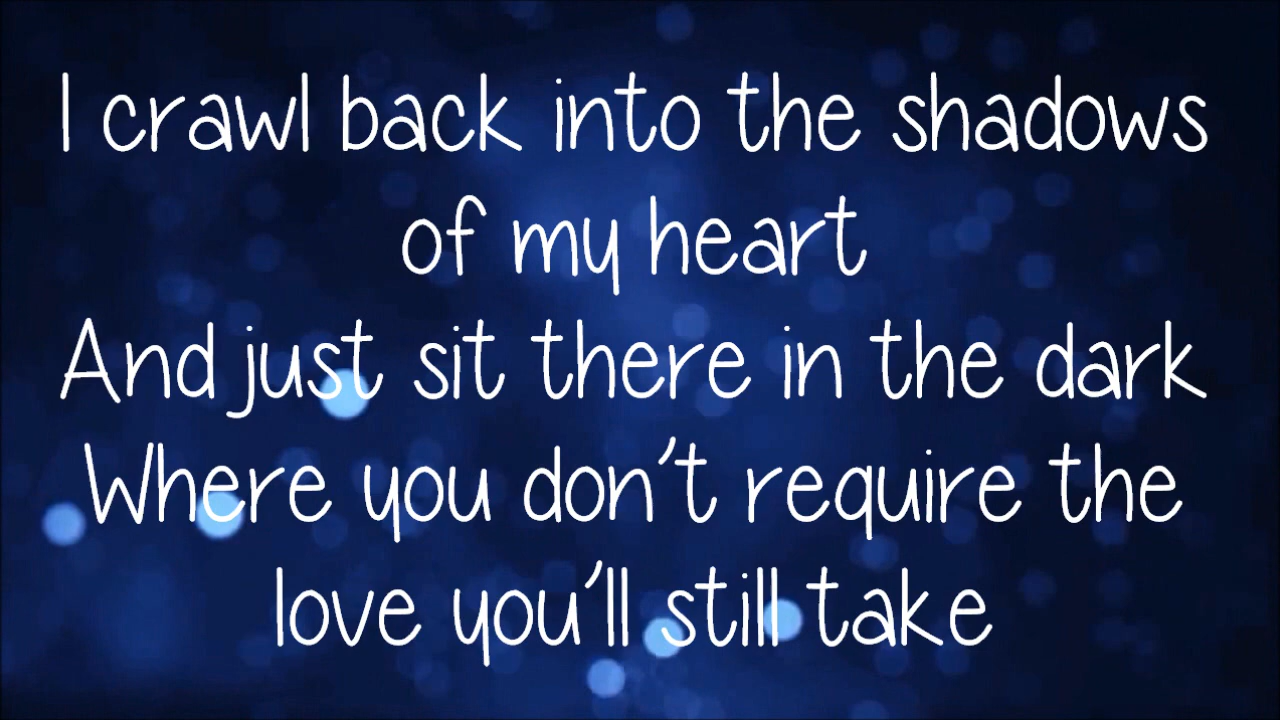 I crawl back into the shadows
of my heart
And just sit there in the dark
Where you don't require the
love you'll still take